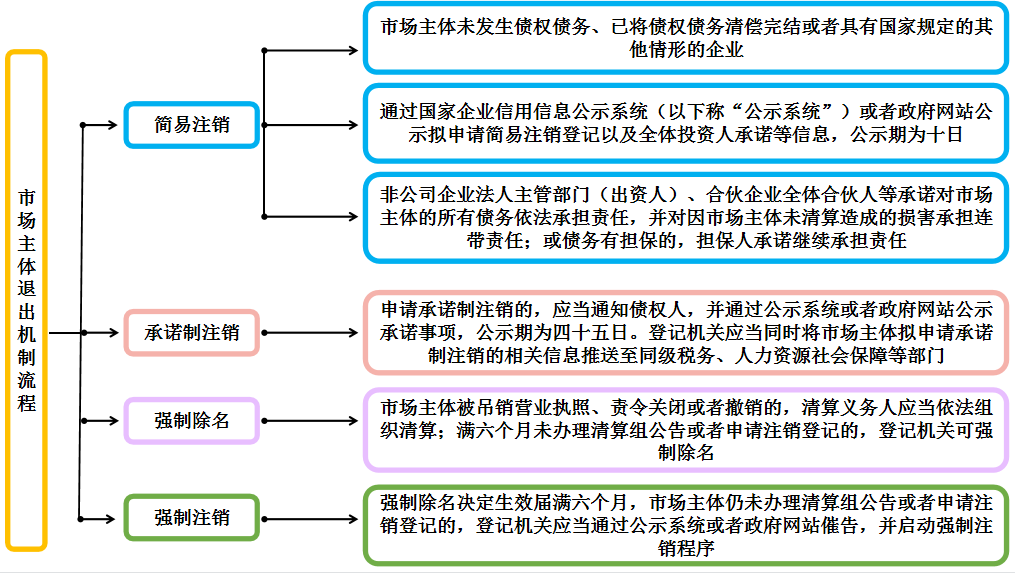 市场主体退出机制流程
简易注销
市场主体未发生债权债务、已将债权债务清偿完结或者具有国家规定的其
他情形的企业
通过国家企业信用信息公示系统（以下称“公示系统”）或者政府网站公
示拟申请简易注销登记以及全体投资人承诺等信息，公示期为十日
非公司企业法人主管部门（出资人）、合伙企业全体合伙人等承诺对市场
主体的所有债务依法承担责任，并对因市场主体未清算造成的损害承担连
带责任；或债务有担保的，担保人承诺继续承担责任
承诺制注销
申请承诺制注销的，应当通知债权人，并通过公示系统或者政府网站公示
承诺事项，公示期为四十五日。登记机关应当同时将市场主体拟申请承诺
制注销的相关信息推送至同级税务、人力资源社会保障等部门
强制除名
市场主体被吊销营业执照、责令关闭或者撤销的，清算义务人应当依法组
织清算；满六个月未办理清算组公告或者申请注销登记的，登记机关可强
制除名
强制注销
强制除名决定生效届满六个月，市场主体仍未办理清算组公告或者申请注
销登记的，登记机关应当通过公示系统或者政府网站催告，并启动强制注
销程序